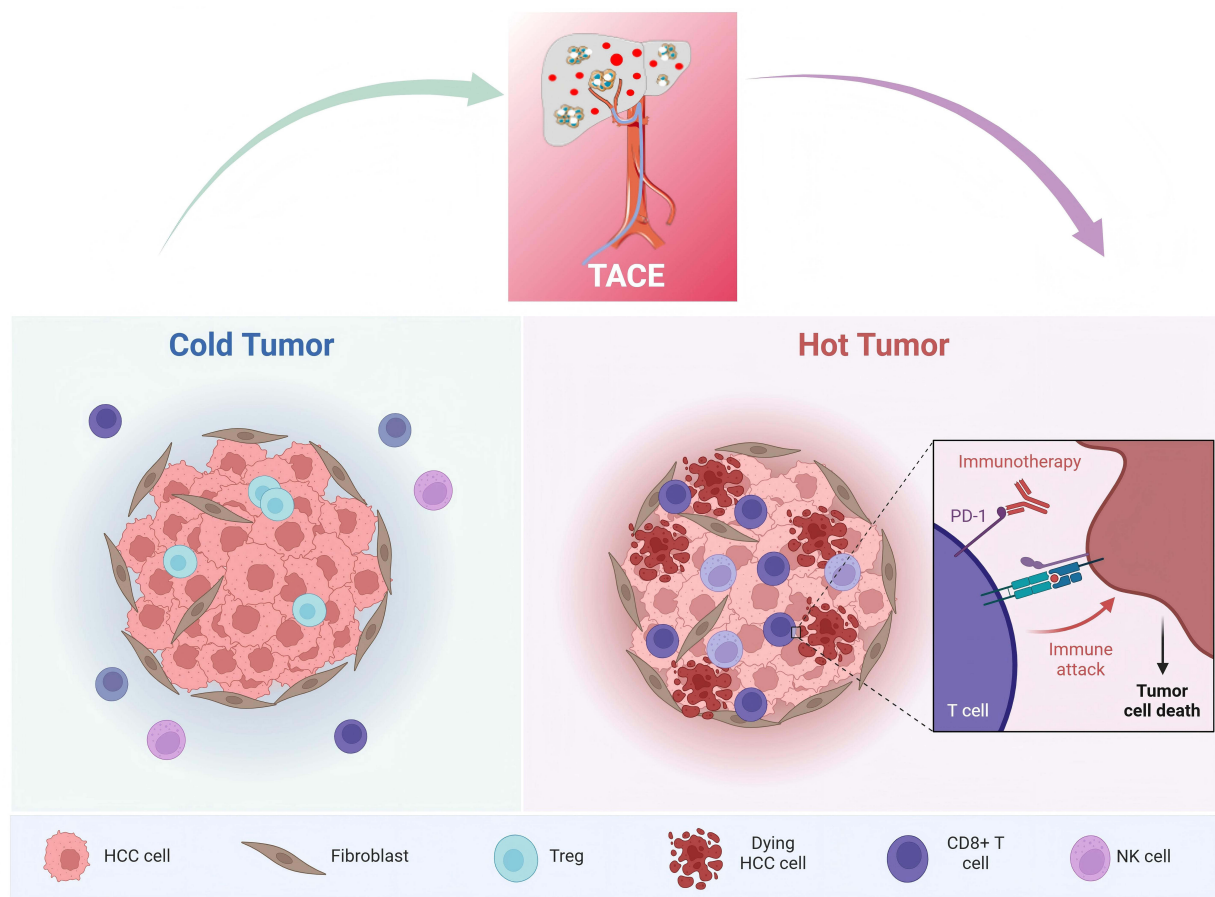 TACE
Cold Tumor
Hot Tumor
Immunotherapy
PD-1
Immune
attack
T cell
Tumor
cell death
HCC cell
Fibroblast
Treg
Dying
HCC cell
CD8+ T
cell
NK cell